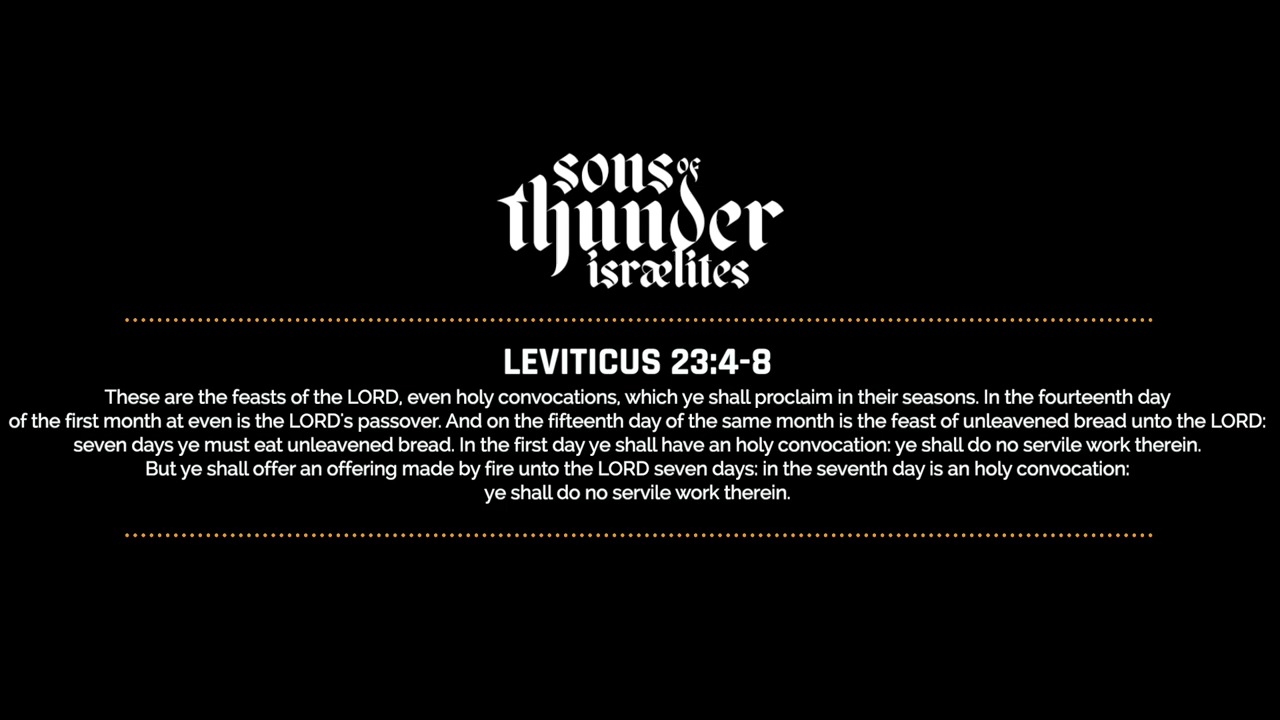 sons of
thunder
isrælites
LEVITICUS 23:4-8
These are the feasts of the LORD, even holy convocations, which ye shall proclaim in their seasons. In the fourteenth day
of the first month at even is the LORD's passover. And on the fifteenth day of the same month is the feast of unleavened bread unto the LORD:
seven days ye must eat unleavened bread. In the first day ye shall have an holy convocation: ye shall do no servile work therein.
But ye shall offer an offering made by fire unto the LORD seven days: in the seventh day is an holy convocation:
ye shall do no servile work therein.